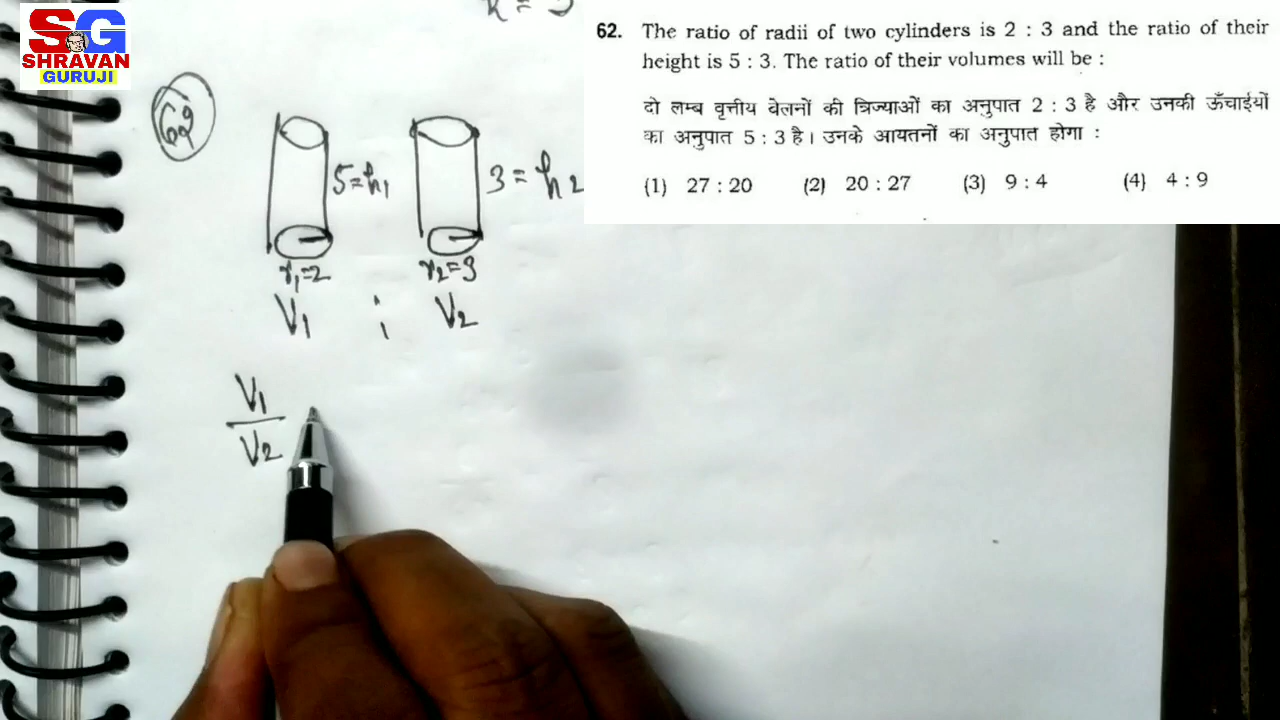 SG
SHRAVAN
GURUJI
62
5=h1
3=h2
r1=2
r2=3
V1 : V2
V1
V2
62. The ratio of radii of two cylinders is 2 : 3 and the ratio of their
height is 5 : 3. The ratio of their volumes will be :
दो लम्ब वृत्तीय बेलनों की त्रिज्याओं का अनुपात 2 : 3 है और उनकी ऊँचाईयों
का अनुपात 5 : 3 है। उनके आयतनों का अनुपात होगा :
(1) 27 : 20 (2) 20 : 27 (3) 9 : 4 (4) 4 : 9